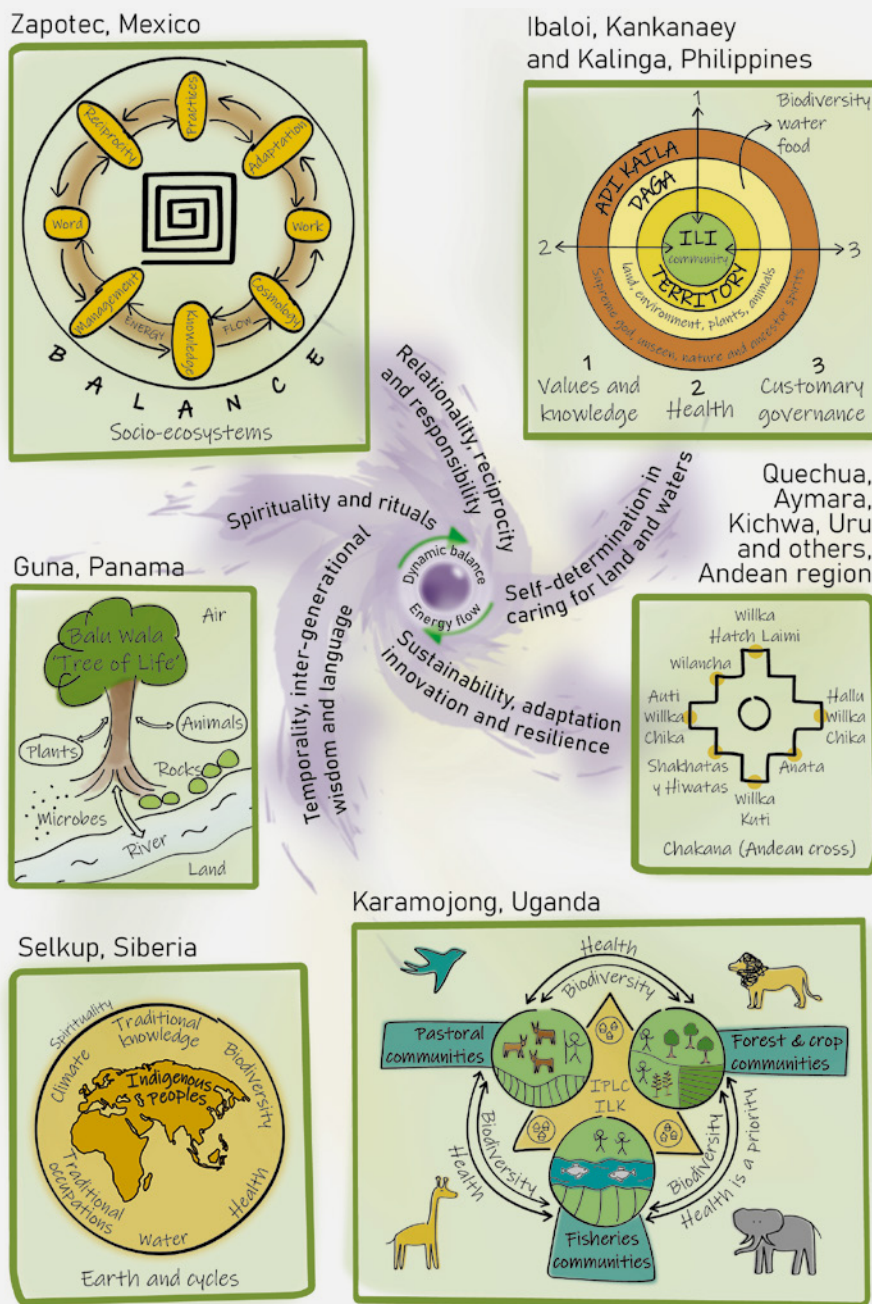 Zapotec, Mexico
Practices
Reciprocity
Adaptation
Word
Work
Management
Cosmology
Knowledge
ENERGY
FLOW
BALANCE
Socio-ecosystems
Ibaloi, Kankanaey
and Kalinga, Philippines
1
Biodiversity
water
food
ADI KAILA
DAGA
ILI
community
TERRITORY
land, environment, plants, animals
Supreme god, unseen, nature and ancestor spirits
2
3
1
Values and
knowledge
2
Health
3
Customary
governance
Relationality, reciprocity
and responsibility
Spirituality and rituals
Self-determination in
caring for land and waters
Dynamic balance
Energy flow
Temporality, inter-generational
wisdom and language
Sustainability, adaptation
innovation and resilience
Guna, Panama
Air
Balu Wala
'Tree of Life'
Plants
Animals
Rocks
Microbes
River
Land
Quechua,
Aymara,
Kichwa, Uru
and others,
Andean region
Willka
Hatch Laimi
Wilancha
Auti
Willka
Chika
Hallu
Willka
Chika
Shakhatas
y Hiwatas
Anata
Willka
Kuti
Chakana (Andean cross)
Selkup, Siberia
Spirituality
Traditional
knowledge
Climate
Biodiversity
Indigenous
Peoples
Traditional
occupations
Health
Water
Earth and cycles
Karamojong, Uganda
Health
Biodiversity
Pastoral
communities
Forest & crop
communities
IPLC
ILK
Biodiversity
Health
Biodiversity
Health is a priority
Fisheries
communities